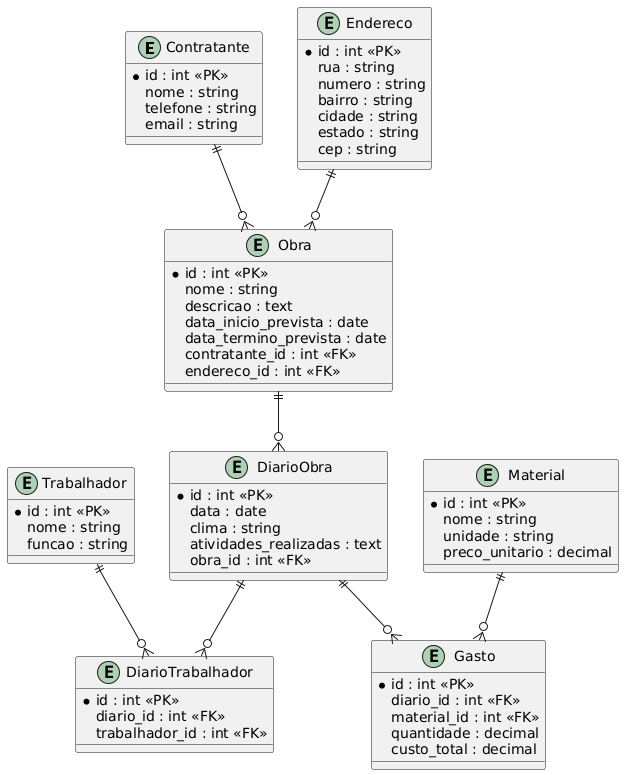 E Contratante
id : int «PK»
nome : string
telefone : string
email : string
E Endereco
id : int «PK»
rua : string
numero : string
bairro : string
cidade : string
estado : string
cep : string
E Obra
id : int «PK»
nome : string
descricao : text
data_inicio_prevista : date
data_termino_prevista : date
contratante_id : int «FK»
endereco_id : int «FK»
E Trabalhador
id : int «PK»
nome : string
funcao : string
E DiarioObra
id : int «PK»
data : date
clima : string
atividades_realizadas : text
obra_id : int «FK»
E Material
id : int «PK»
nome : string
unidade : string
preco_unitario : decimal
E DiarioTrabalhador
id : int «PK»
diario_id : int «FK»
trabalhador_id : int «FK»
E Gasto
id : int «PK»
diario_id : int «FK»
material_id : int «FK»
quantidade : decimal
custo_total : decimal